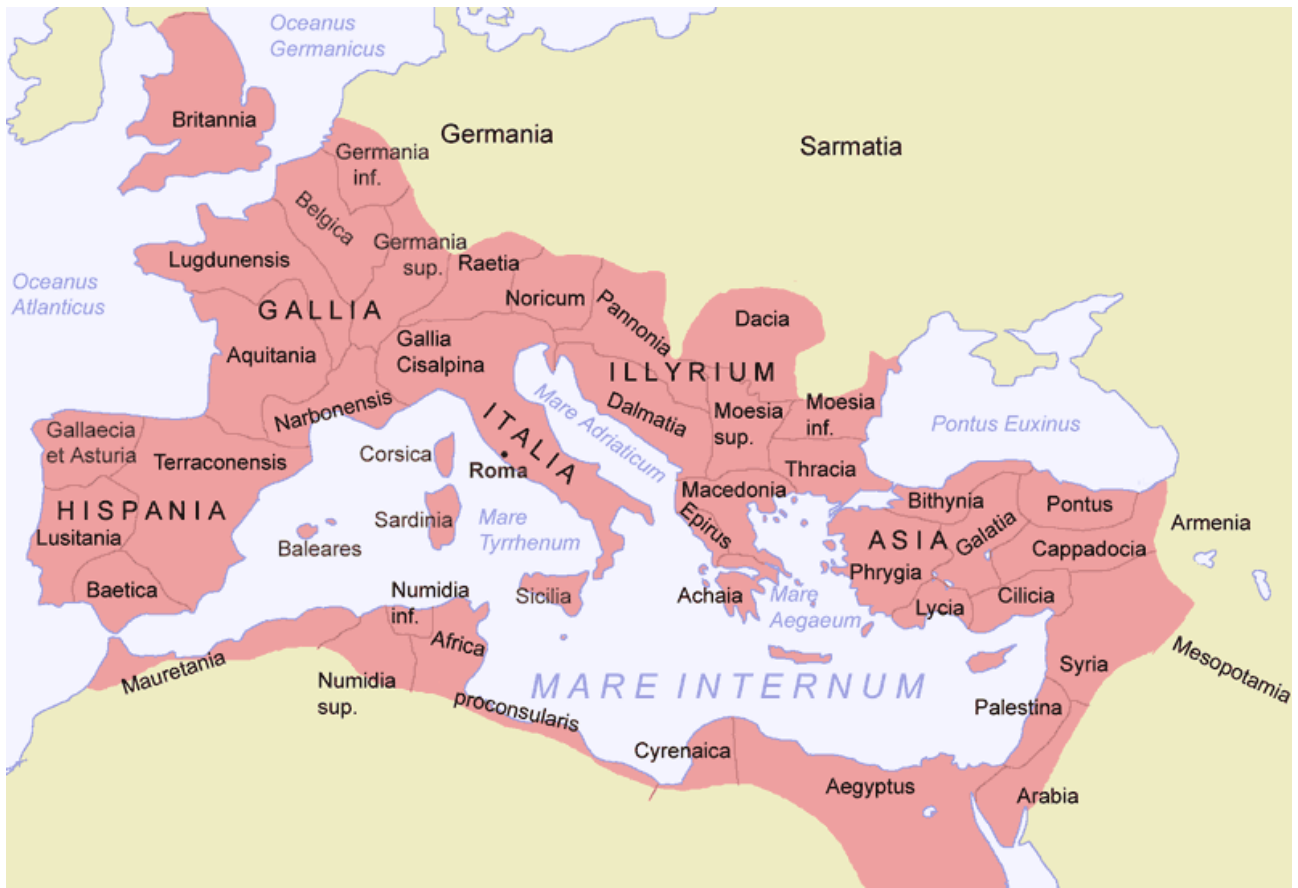 Oceanus
Germanicus
Britannia
Germania
Sarmatia
Germania
inf.
Belgica
Germania
sup.
Lugdunensis
Raetia
Oceanus
Atlanticus
GALLIA
Noricum
Pannonia
Dacia
Aquitania
Gallia
Cisalpina
ILLYRIUM
Narbonensis
ITALIA
Mare Adriaticum
Dalmatia
Moesia
sup.
Moesia
inf.
Pontus Euxinus
Gallaecia
et Asturia
Terraconensis
Corsica
Roma
Thracia
Macedonia
Bithynia
Pontus
HISPANIA
Lusitania
Sardinia
Mare
Tyrrhenum
Epirus
ASIA
Galatia
Armenia
Baleares
Cappadocia
Baetica
Numidia
inf.
Sicilia
Achaia
Mare
Aegaeum
Phrygia
Lycia
Cilicia
Africa
proconsularis
Mauretania
Numidia
sup.
MARE INTERNUM
Syria
Mesopotamia
Palestina
Cyrenaica
Aegyptus
Arabia